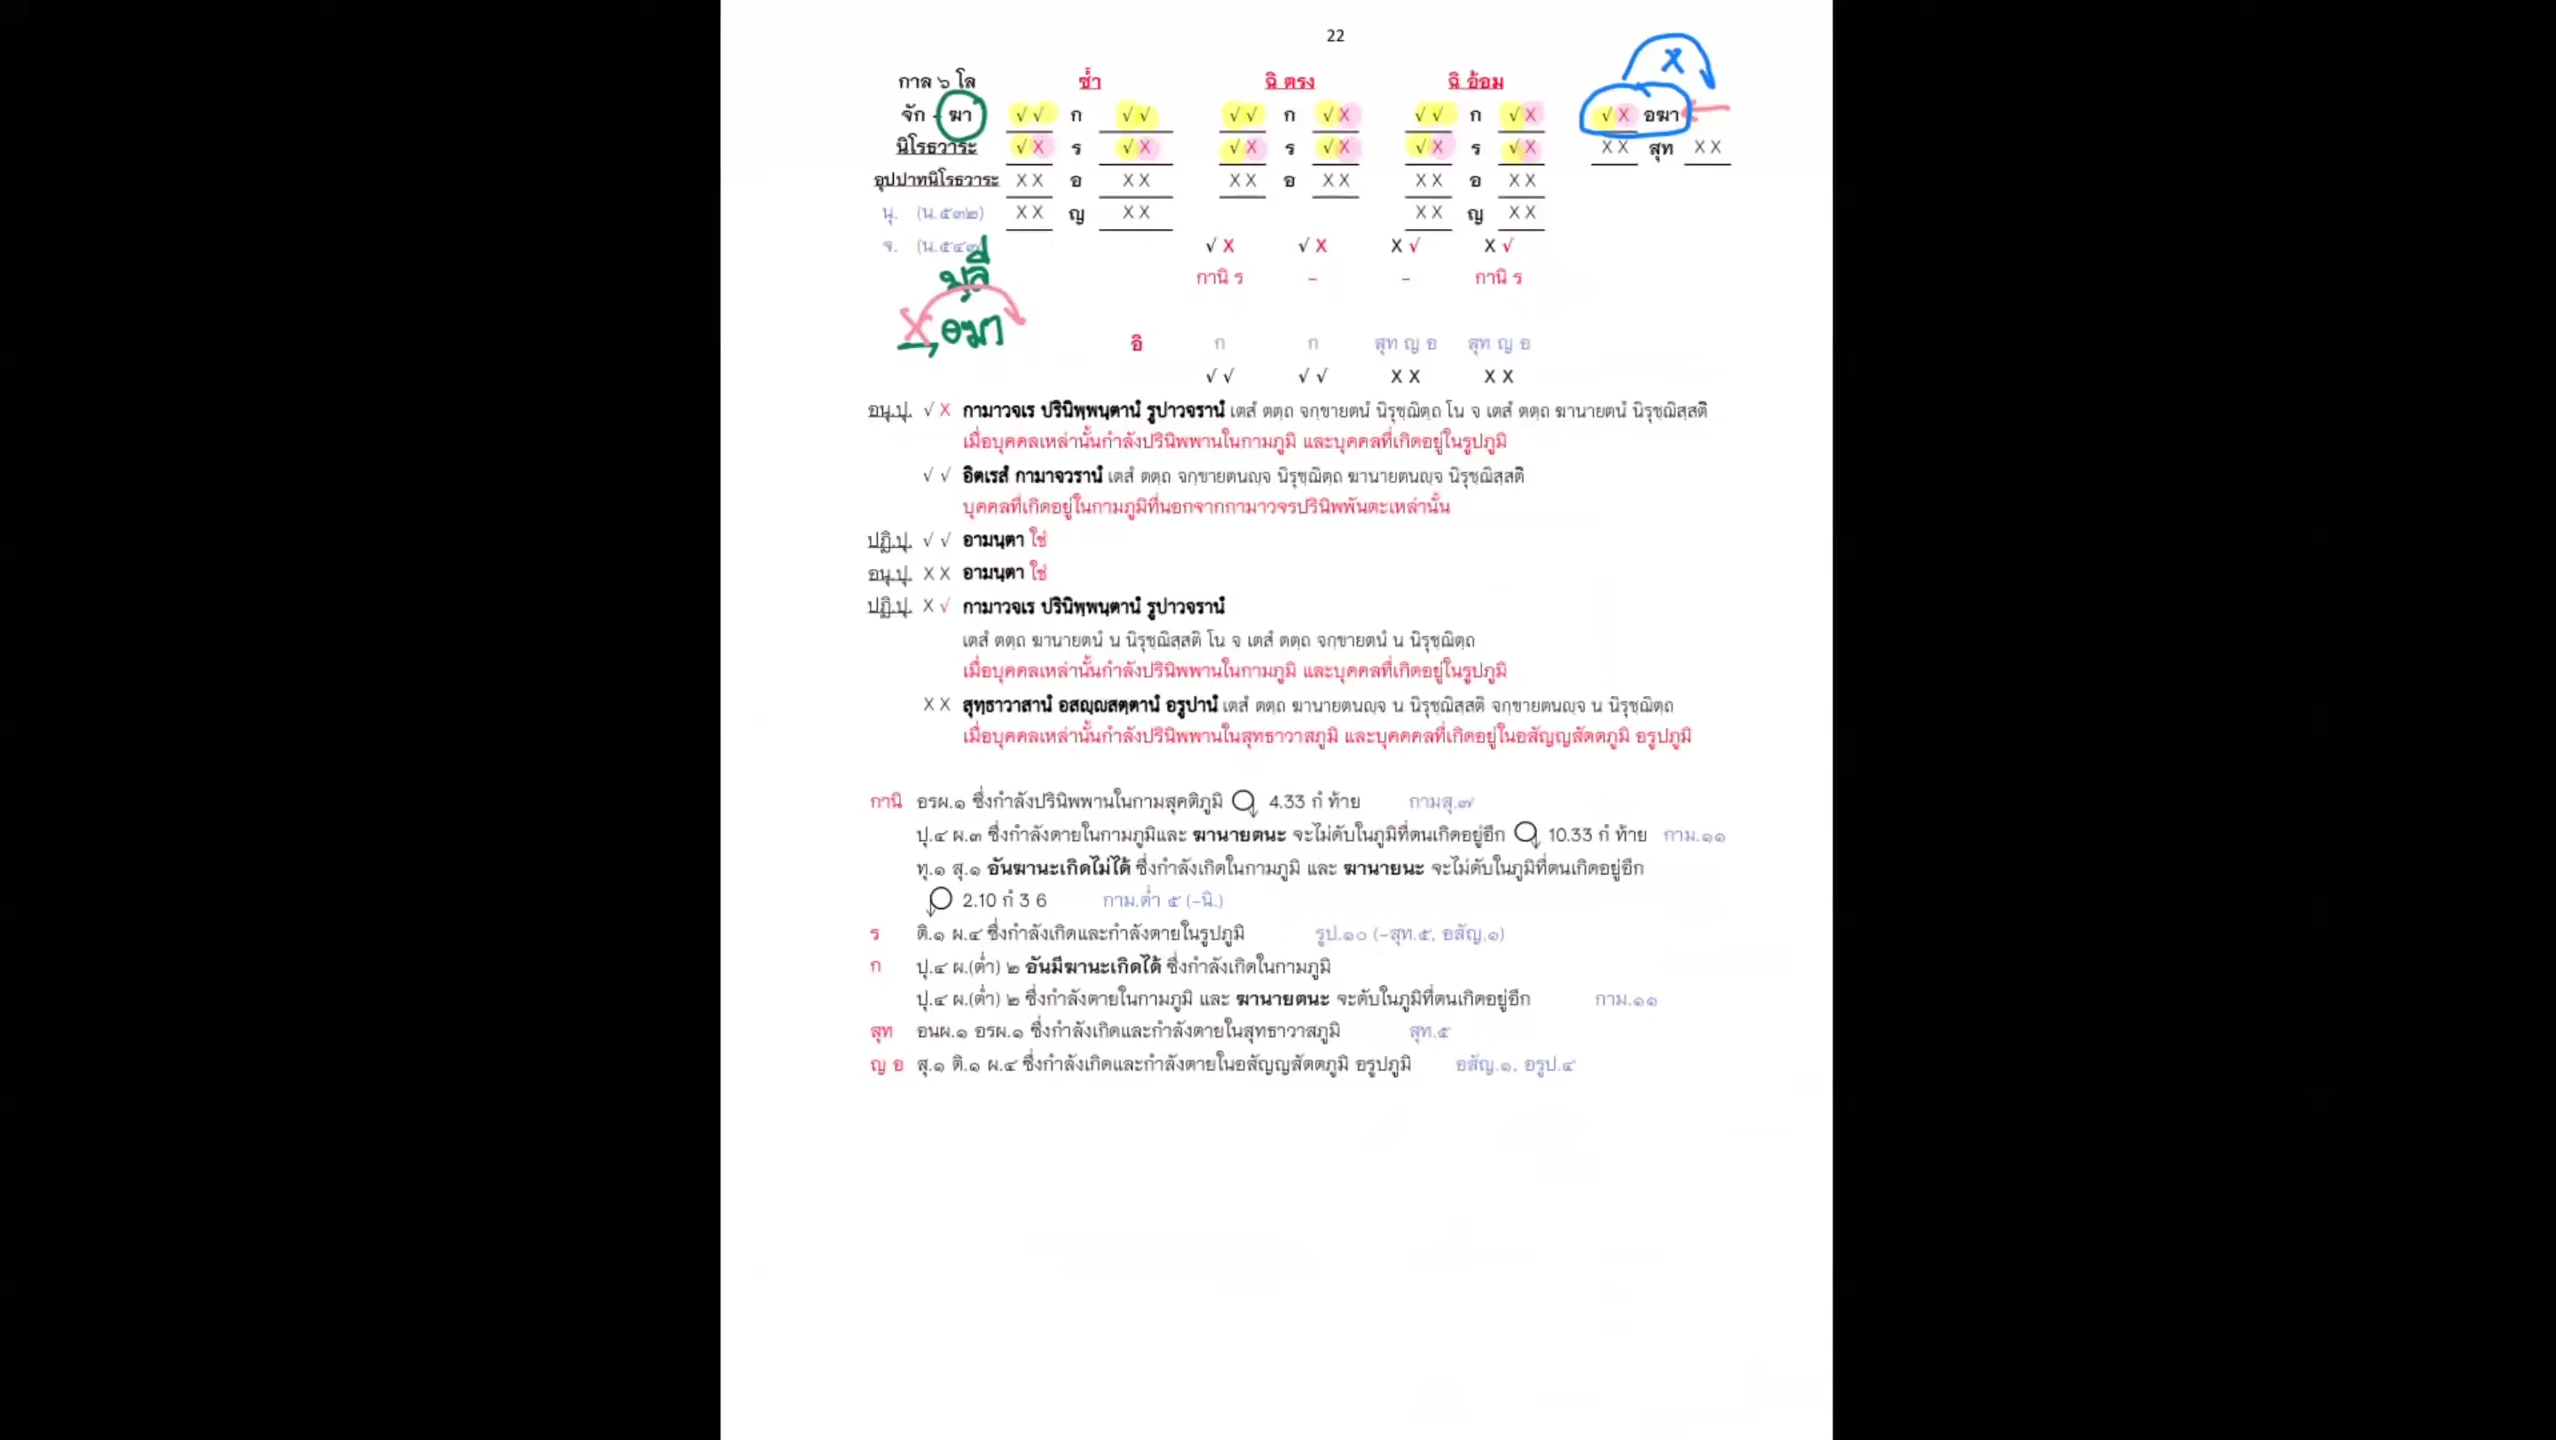 22
กาล ๖ โล ซ้ำ ฉิ ตรง ฉิ อ้อม X
จัก - ฆา √ √ ก √ √ √ √ ก √ X √ √ ก √ X √ X อฆา
นิโรธวาระ √ X ร √ X √ X ร √ X √ X ร √ X X X สุท X X
อุปปาทนิโรธวาระ X X อ X X X X อ X X X X อ X X
นุ. (น.๕๓๒) X X ญ X X X X ญ X X
จ. (น.๕๔๓ √ X √ X X √ X √
มูลี กานิ ร – – กานิ ร
X อฆา
อิ ก ก สุท ญ อ สุท ญ อ
√ √ √ √ X X X X
อนุ.ปุ. √ X กามาวจเร ปรินิพฺพนฺตานํ รูปาวจรานํ เตสํ ตตฺถ จกฺขายตนํ นิรุชฺฌิตฺถ โน จ เตสํ ตตฺถ ฆานายตนํ นิรุชฺฌิสฺสติ
เมื่อบุคคลเหล่านั้นกำลังปรินิพพานในกามภูมิ และบุคคลที่เกิดอยู่ในรูปภูมิ
√ √ อิตเรสํ กามาจวรานํ เตสํ ตตฺถ จกฺขายตนญฺจ นิรุชฺฌิตฺถ ฆานายตนญฺจ นิรุชฺฌิสฺสติ
บุคคลที่เกิดอยู่ในกามภูมิที่นอกจากกามาวจรปรินิพพันตะเหล่านั้น
ปฏิ.ปุ. √ √ อามนฺตา ใช่
อนุ.ปุ. X X อามนฺตา ใช่
ปฏิ.ปุ. X √ กามาวจเร ปรินิพฺพนฺตานํ รูปาวจรานํ
เตสํ ตตฺถ ฆานายตนํ น นิรุชฺฌิสฺสติ โน จ เตสํ ตตฺถ จกฺขายตนํ น นิรุชฺฌิตฺถ
เมื่อบุคคลเหล่านั้นกำลังปรินิพพานในกามภูมิ และบุคคลที่เกิดอยู่ในรูปภูมิ
X X สุทฺธาวาสานํ อสญฺญสตฺตานํ อรูปานํ เตสํ ตตฺถ ฆานายตนญฺจ น นิรุชฺฌิสฺสติ จกฺขายตนญฺจ น นิรุชฺฌิตฺถ
เมื่อบุคคลเหล่านั้นกำลังปรินิพพานในสุทธาวาสภูมิ และบุคคคลที่เกิดอยู่ในอสัญญสัตตภูมิ อรูปภูมิ
กานิ อรผ.๑ ซึ่งกำลังปรินิพพานในกามสุคติภูมิ 4.33 กํ ท้าย กามสุ.๗
ปุ.๔ ผ.๓ ซึ่งกำลังตายในกามภูมิและ ฆานายตนะ จะไม่ดับในภูมิที่ตนเกิดอยู่อีก 10.33 กํ ท้าย กาม.๑๑
ทุ.๑ สุ.๑ อันฆานะเกิดไม่ได้ ซึ่งกำลังเกิดในกามภูมิ และ ฆานายนะ จะไม่ดับในภูมิที่ตนเกิดอยู่อีก
2.10 กํ 3 6 กาม.ต่ำ ๕ (-นิ.)
ร ติ.๑ ผ.๔ ซึ่งกำลังเกิดและกำลังตายในรูปภูมิ รูป.๑๐ (-สุท.๕, อสัญ.๑)
ก ปุ.๔ ผ.(ต่ำ) ๒ อันมีฆานะเกิดได้ ซึ่งกำลังเกิดในกามภูมิ
ปุ.๔ ผ.(ต่ำ) ๒ ซึ่งกำลังตายในกามภูมิ และ ฆานายตนะ จะดับในภูมิที่ตนเกิดอยู่อีก กาม.๑๑
สุท อนผ.๑ อรผ.๑ ซึ่งกำลังเกิดและกำลังตายในสุทธาวาสภูมิ สุท.๕
ญ อ สุ.๑ ติ.๑ ผ.๔ ซึ่งกำลังเกิดและกำลังตายในอสัญญสัตตภูมิ อรูปภูมิ อสัญ.๑, อรูป.๔